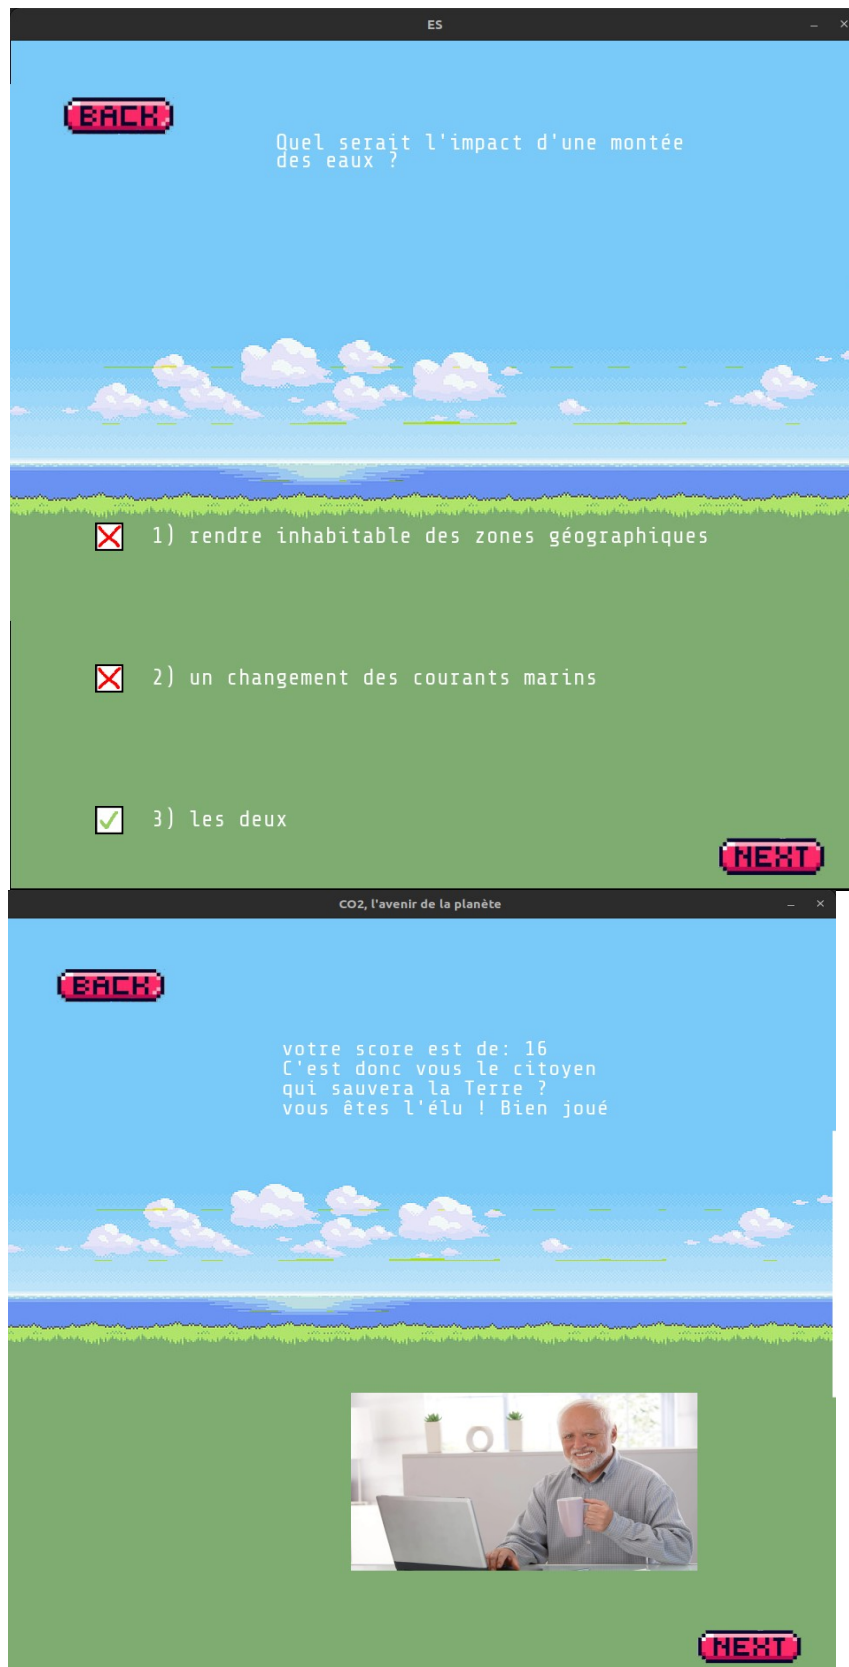 ES
BACK
Quel serait l'impact d'une montée
des eaux ?
1) rendre inhabitable des zones géographiques
2) un changement des courants marins
3) les deux
NEXT
CO2, l'avenir de la planète
BACK
votre score est de: 16
C'est donc vous le citoyen
qui sauvera la Terre ?
vous êtes l'élu ! Bien joué
NEXT